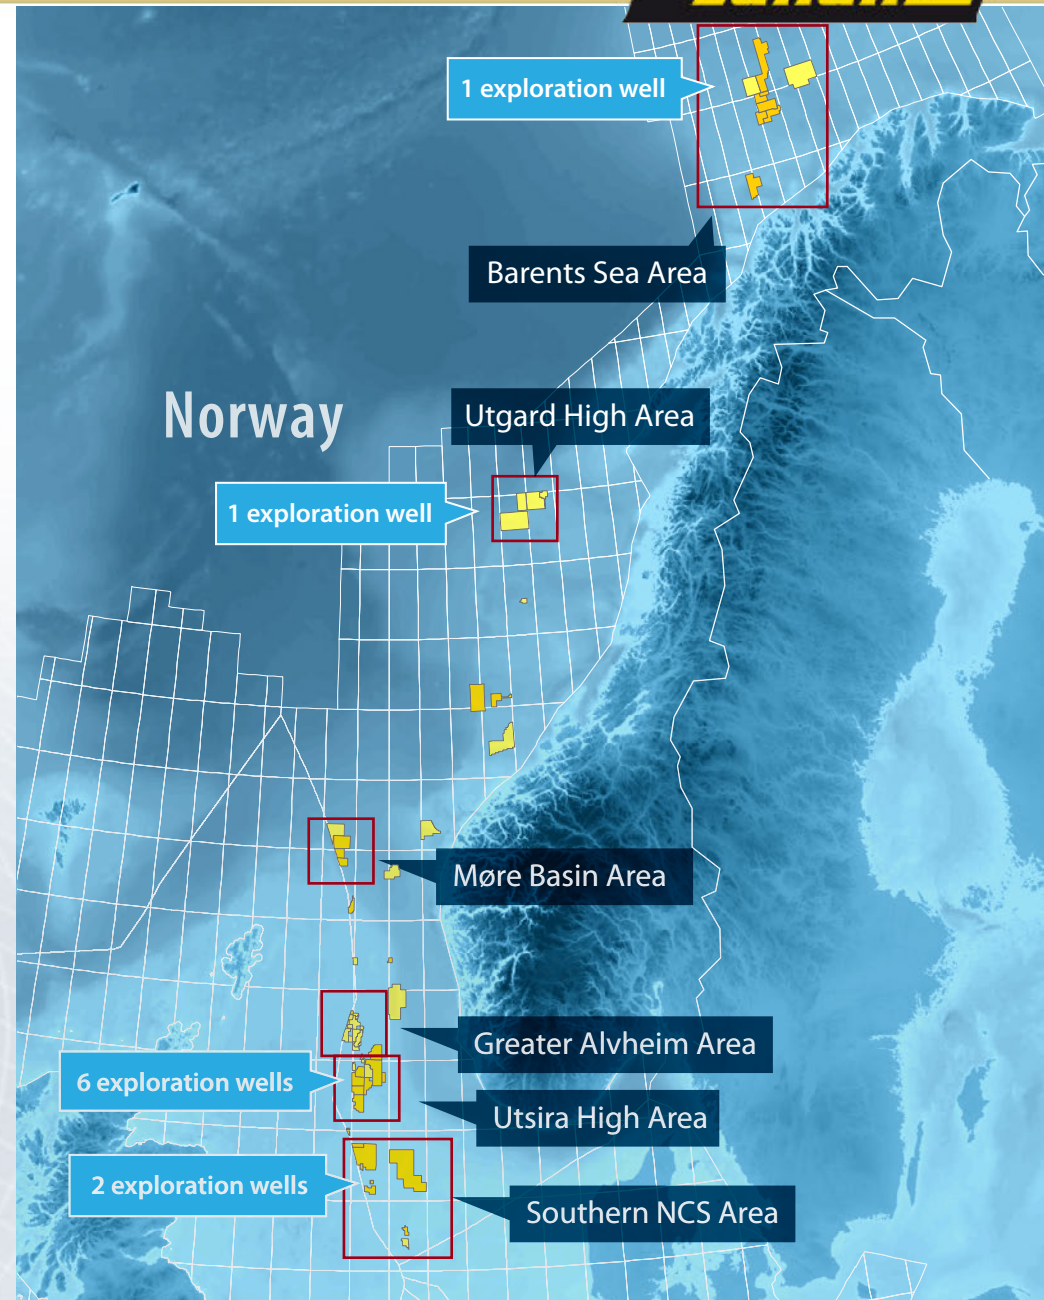 1 exploration well
Barents Sea Area
Norway
Utgard High Area
1 exploration well
Møre Basin Area
Greater Alvheim Area
6 exploration wells
Utsira High Area
2 exploration wells
Southern NCS Area